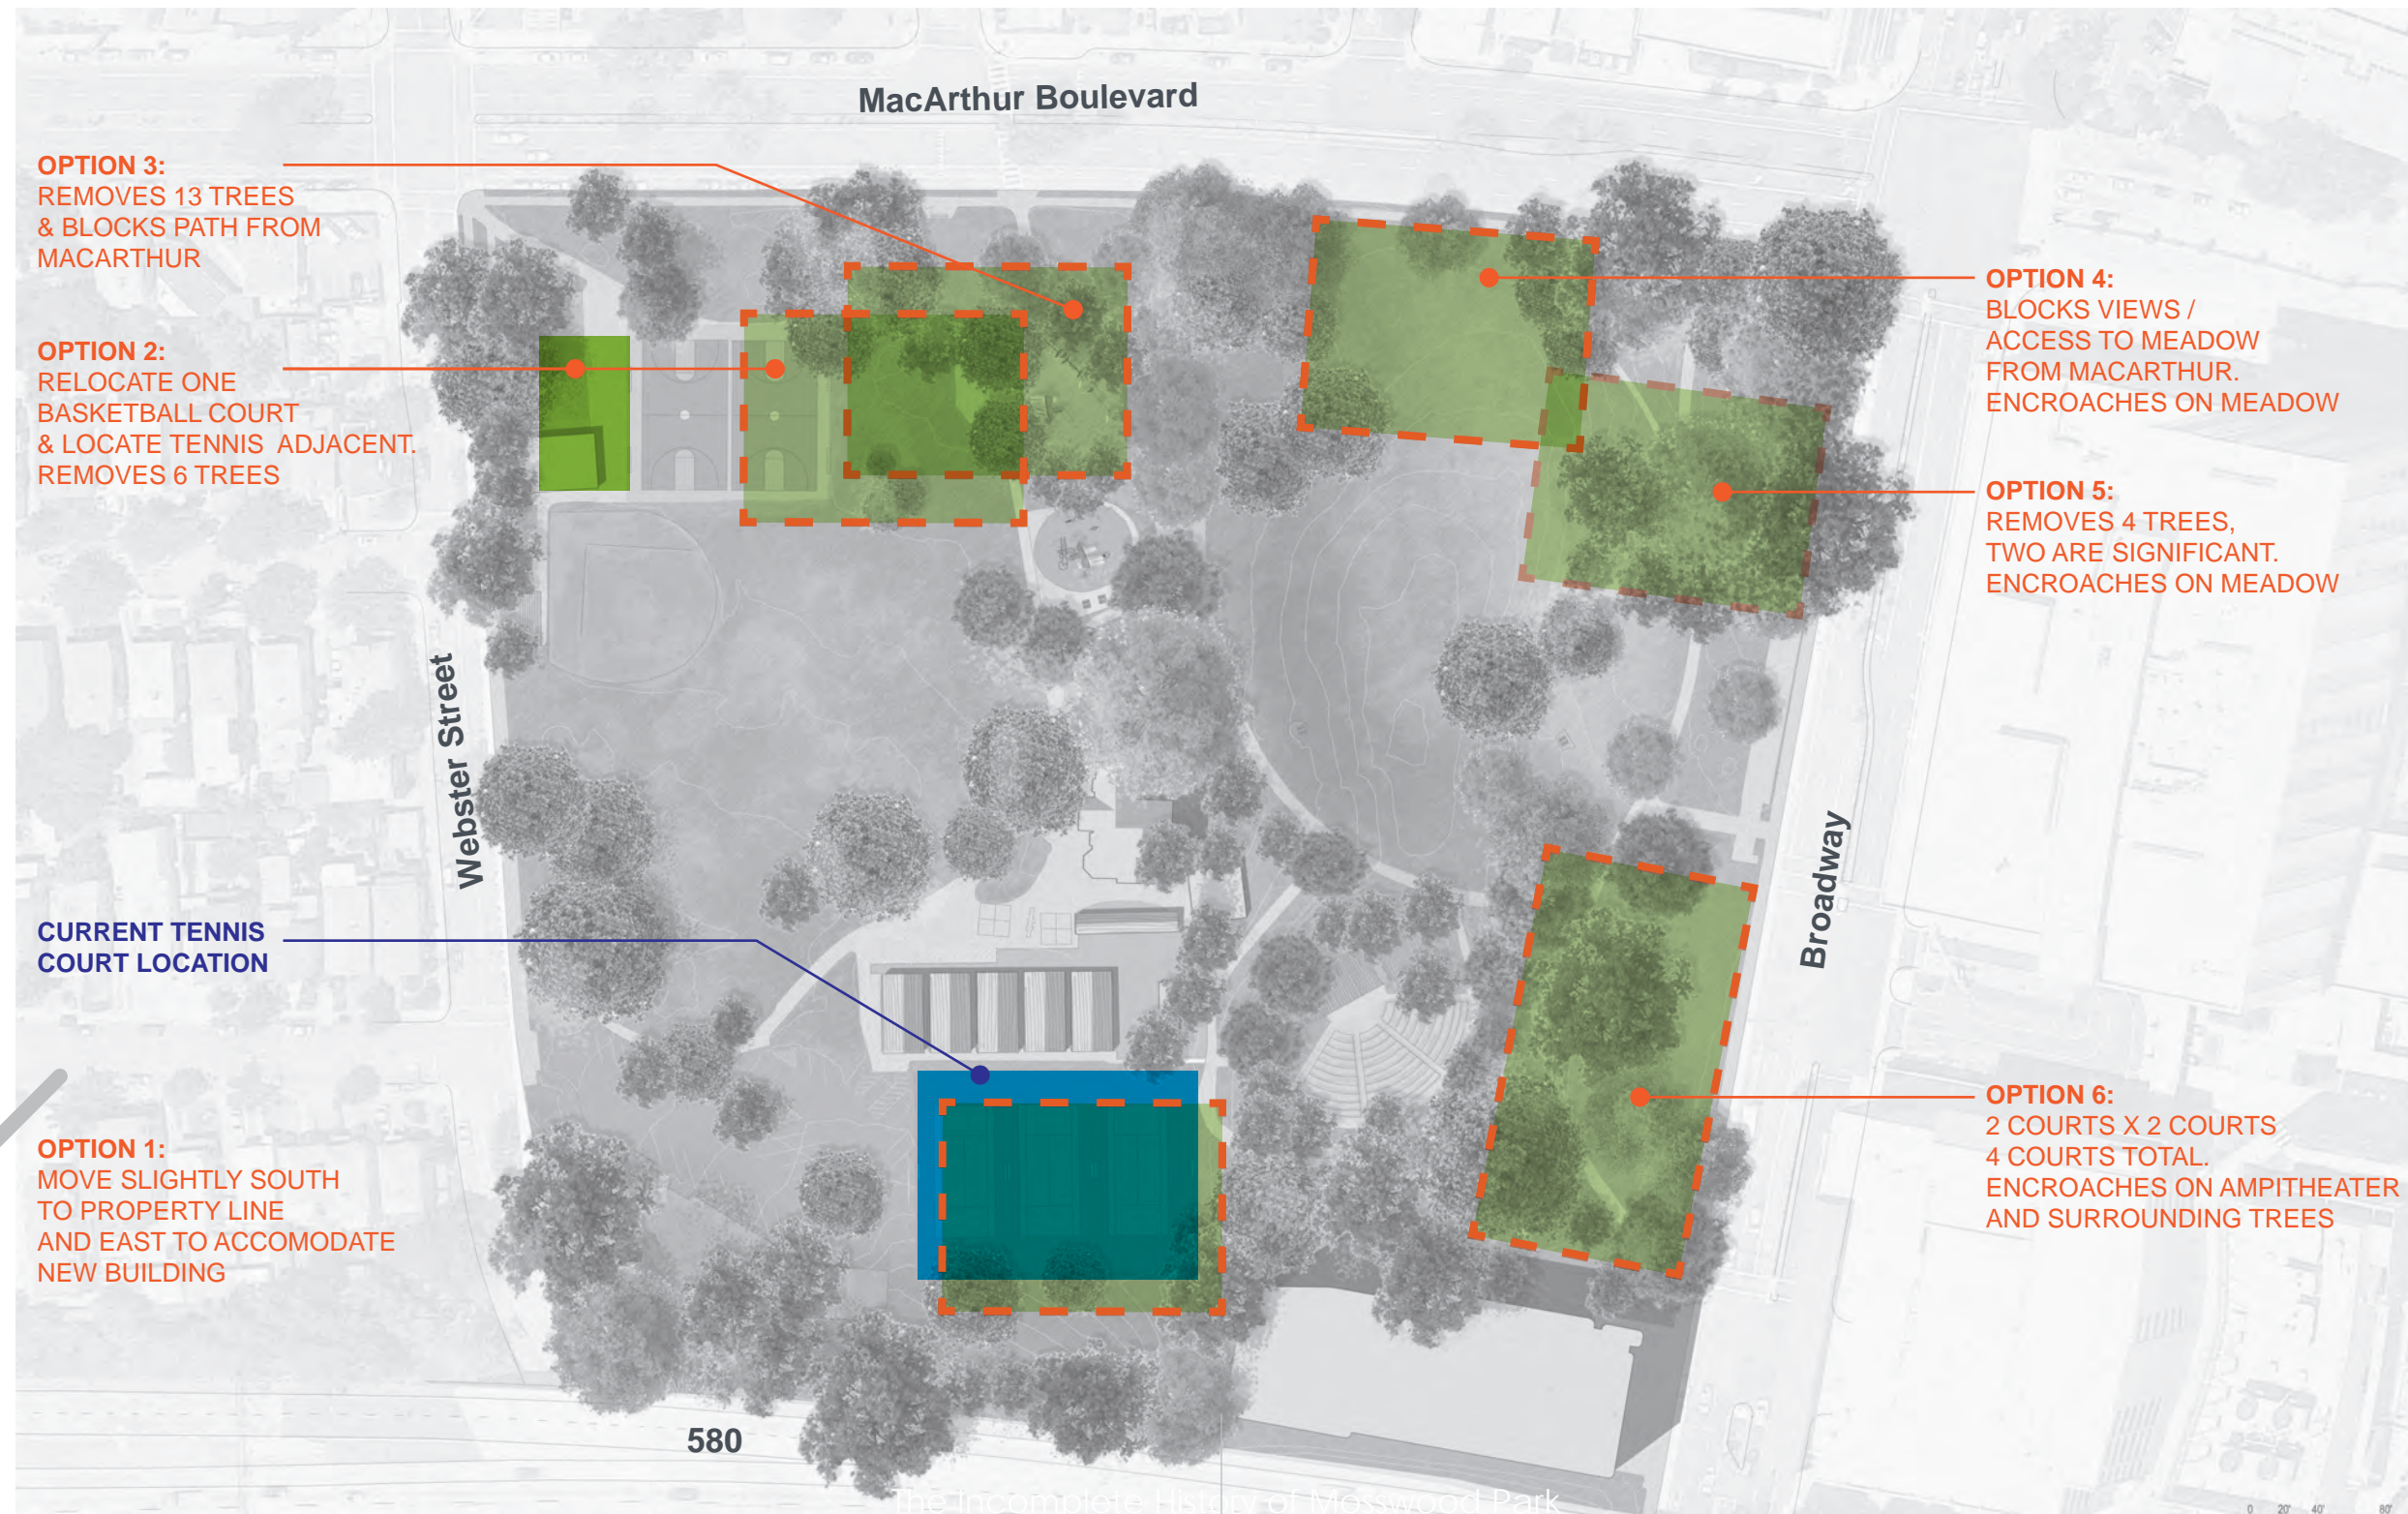 MacArthur Boulevard
OPTION 3:
REMOVES 13 TREES
& BLOCKS PATH FROM
MACARTHUR
OPTION 2:
RELOCATE ONE
BASKETBALL COURT
& LOCATE TENNIS ADJACENT.
REMOVES 6 TREES
Webster Street
CURRENT TENNIS
COURT LOCATION
OPTION 1:
MOVE SLIGHTLY SOUTH
TO PROPERTY LINE
AND EAST TO ACCOMODATE
NEW BUILDING
OPTION 4:
BLOCKS VIEWS /
ACCESS TO MEADOW
FROM MACARTHUR.
ENCROACHES ON MEADOW
OPTION 5:
REMOVES 4 TREES,
TWO ARE SIGNIFICANT.
ENCROACHES ON MEADOW
Broadway
OPTION 6:
2 COURTS X 2 COURTS
4 COURTS TOTAL.
ENCROACHES ON AMPITHEATER
AND SURROUNDING TREES
580
The Incomplete History of Mosswood Park
0 20' 40' 80'